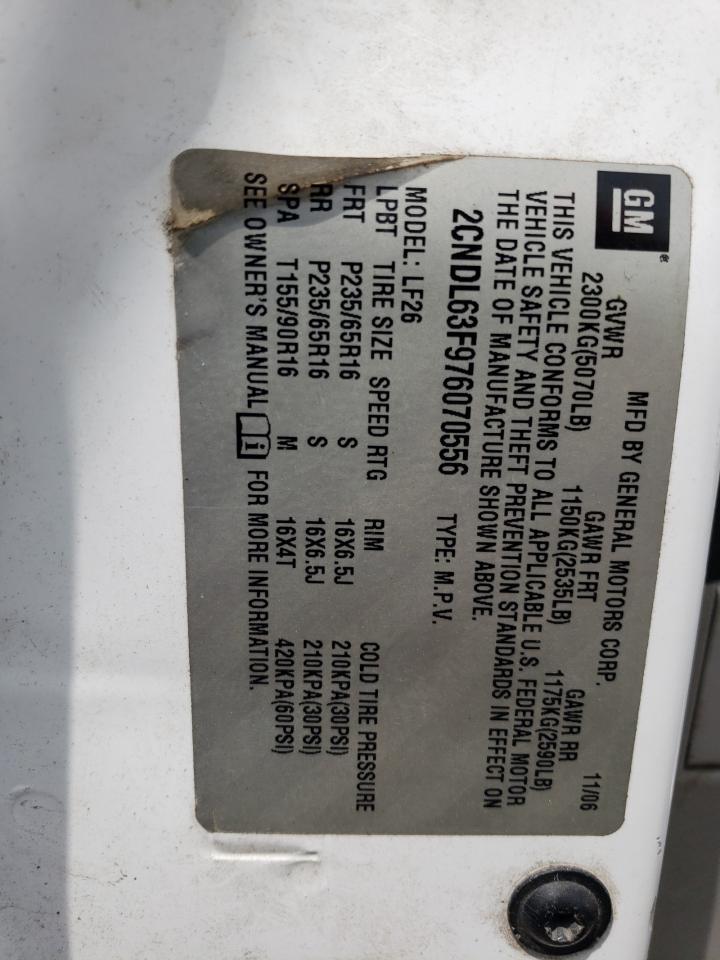 GM
MFD BY GENERAL MOTORS CORP. 11/06
GVWR GAWR FRT GAWR RR
2300KG(5070LB) 1150KG(2535LB) 1175KG(2590LB)
THIS VEHICLE CONFORMS TO ALL APPLICABLE U.S. FEDERAL MOTOR
VEHICLE SAFETY AND THEFT PREVENTION STANDARDS IN EFFECT ON
THE DATE OF MANUFACTURE SHOWN ABOVE.
2CNDL63F976070556 TYPE: M.P.V.
MODEL: LF26
LPBT TIRE SIZE SPEED RTG RIM COLD TIRE PRESSURE
FRT P235/65R16 S 16X6.5J 210KPA(30PSI)
RR P235/65R16 S 16X6.5J 210KPA(30PSI)
SPA T155/90R16 M 16X4T 420KPA(60PSI)
SEE OWNER'S MANUAL FOR MORE INFORMATION.